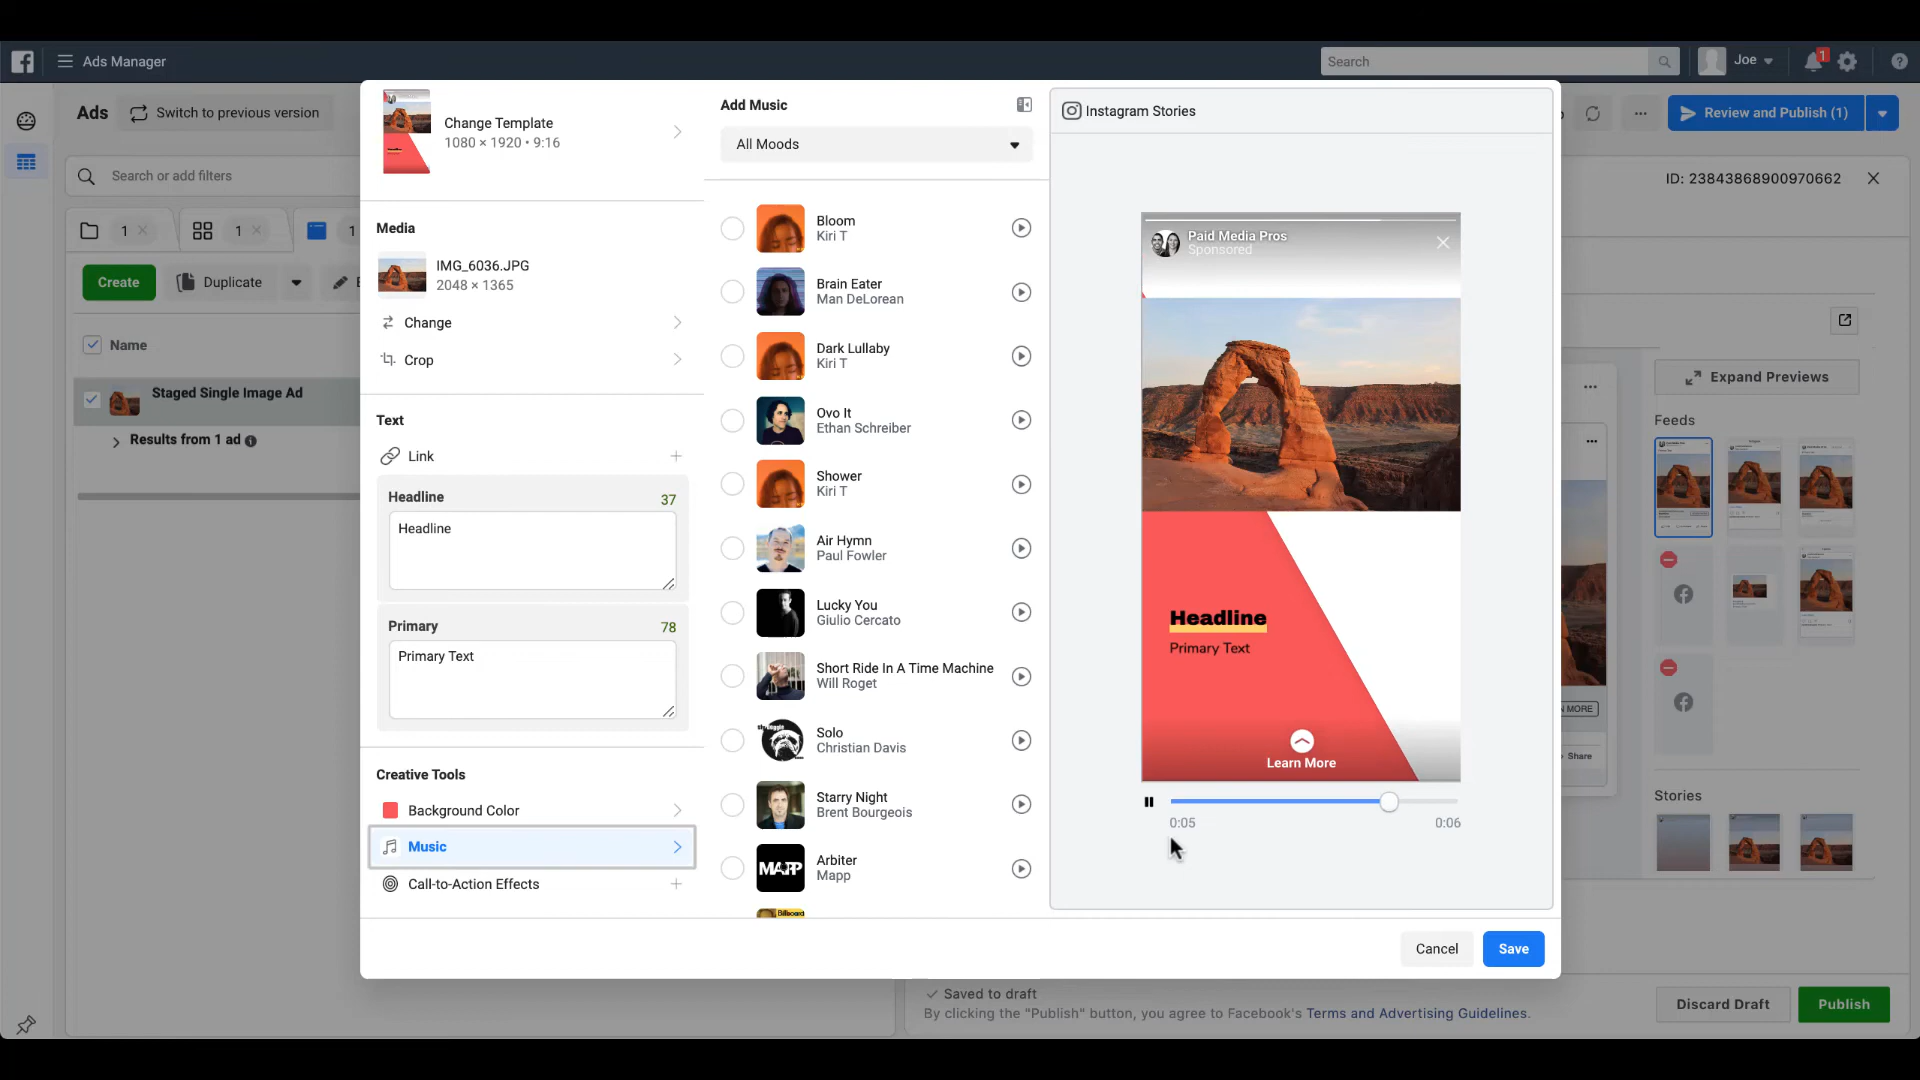 Ads Manager
Search
Joe
1
Ads
Switch to previous version
Review and Publish (1)
Search or add filters
ID: 23843868900970662
1
1
1
Create
Duplicate
Name
Staged Single Image Ad
Results from 1 ad
Change Template
1080 × 1920 • 9:16
Media
IMG_6036.JPG
2048 × 1365
Change
Crop
Text
Link
Headline
37
Headline
Primary
78
Primary Text
Creative Tools
Background Color
Music
Call-to-Action Effects
Add Music
All Moods
Bloom
Kiri T
Brain Eater
Man DeLorean
Dark Lullaby
Kiri T
Ovo It
Ethan Schreiber
Shower
Kiri T
Air Hymn
Paul Fowler
Lucky You
Giulio Cercato
Short Ride In A Time Machine
Will Roget
Solo
Christian Davis
Starry Night
Brent Bourgeois
MAPP
Arbiter
Mapp
Billboard
Instagram Stories
Paid Media Pros
Sponsored
Headline
Primary Text
Learn More
0:05
0:06
Cancel
Save
Expand Previews
Feeds
MORE
Share
Stories
Saved to draft
By clicking the "Publish" button, you agree to Facebook's Terms and Advertising Guidelines.
Discard Draft
Publish